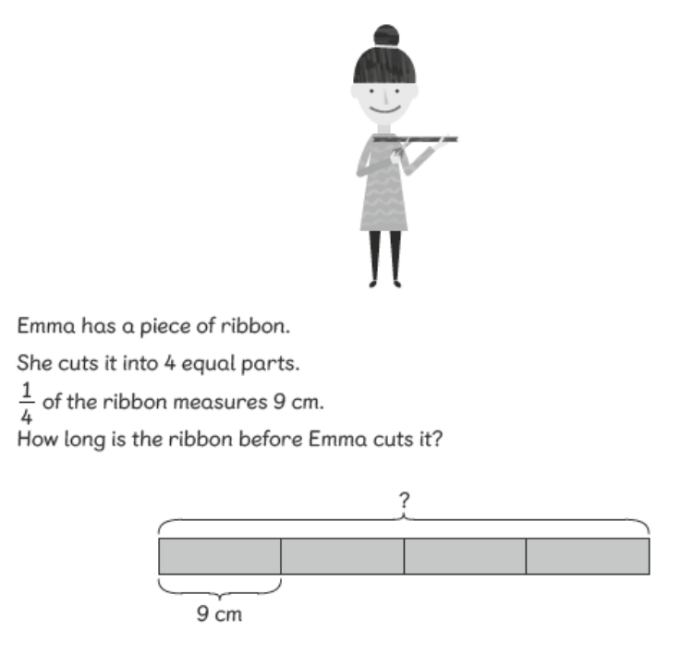 Emma has a piece of ribbon.
She cuts it into 4 equal parts.
1/4 of the ribbon measures 9 cm.
How long is the ribbon before Emma cuts it?
?
9 cm